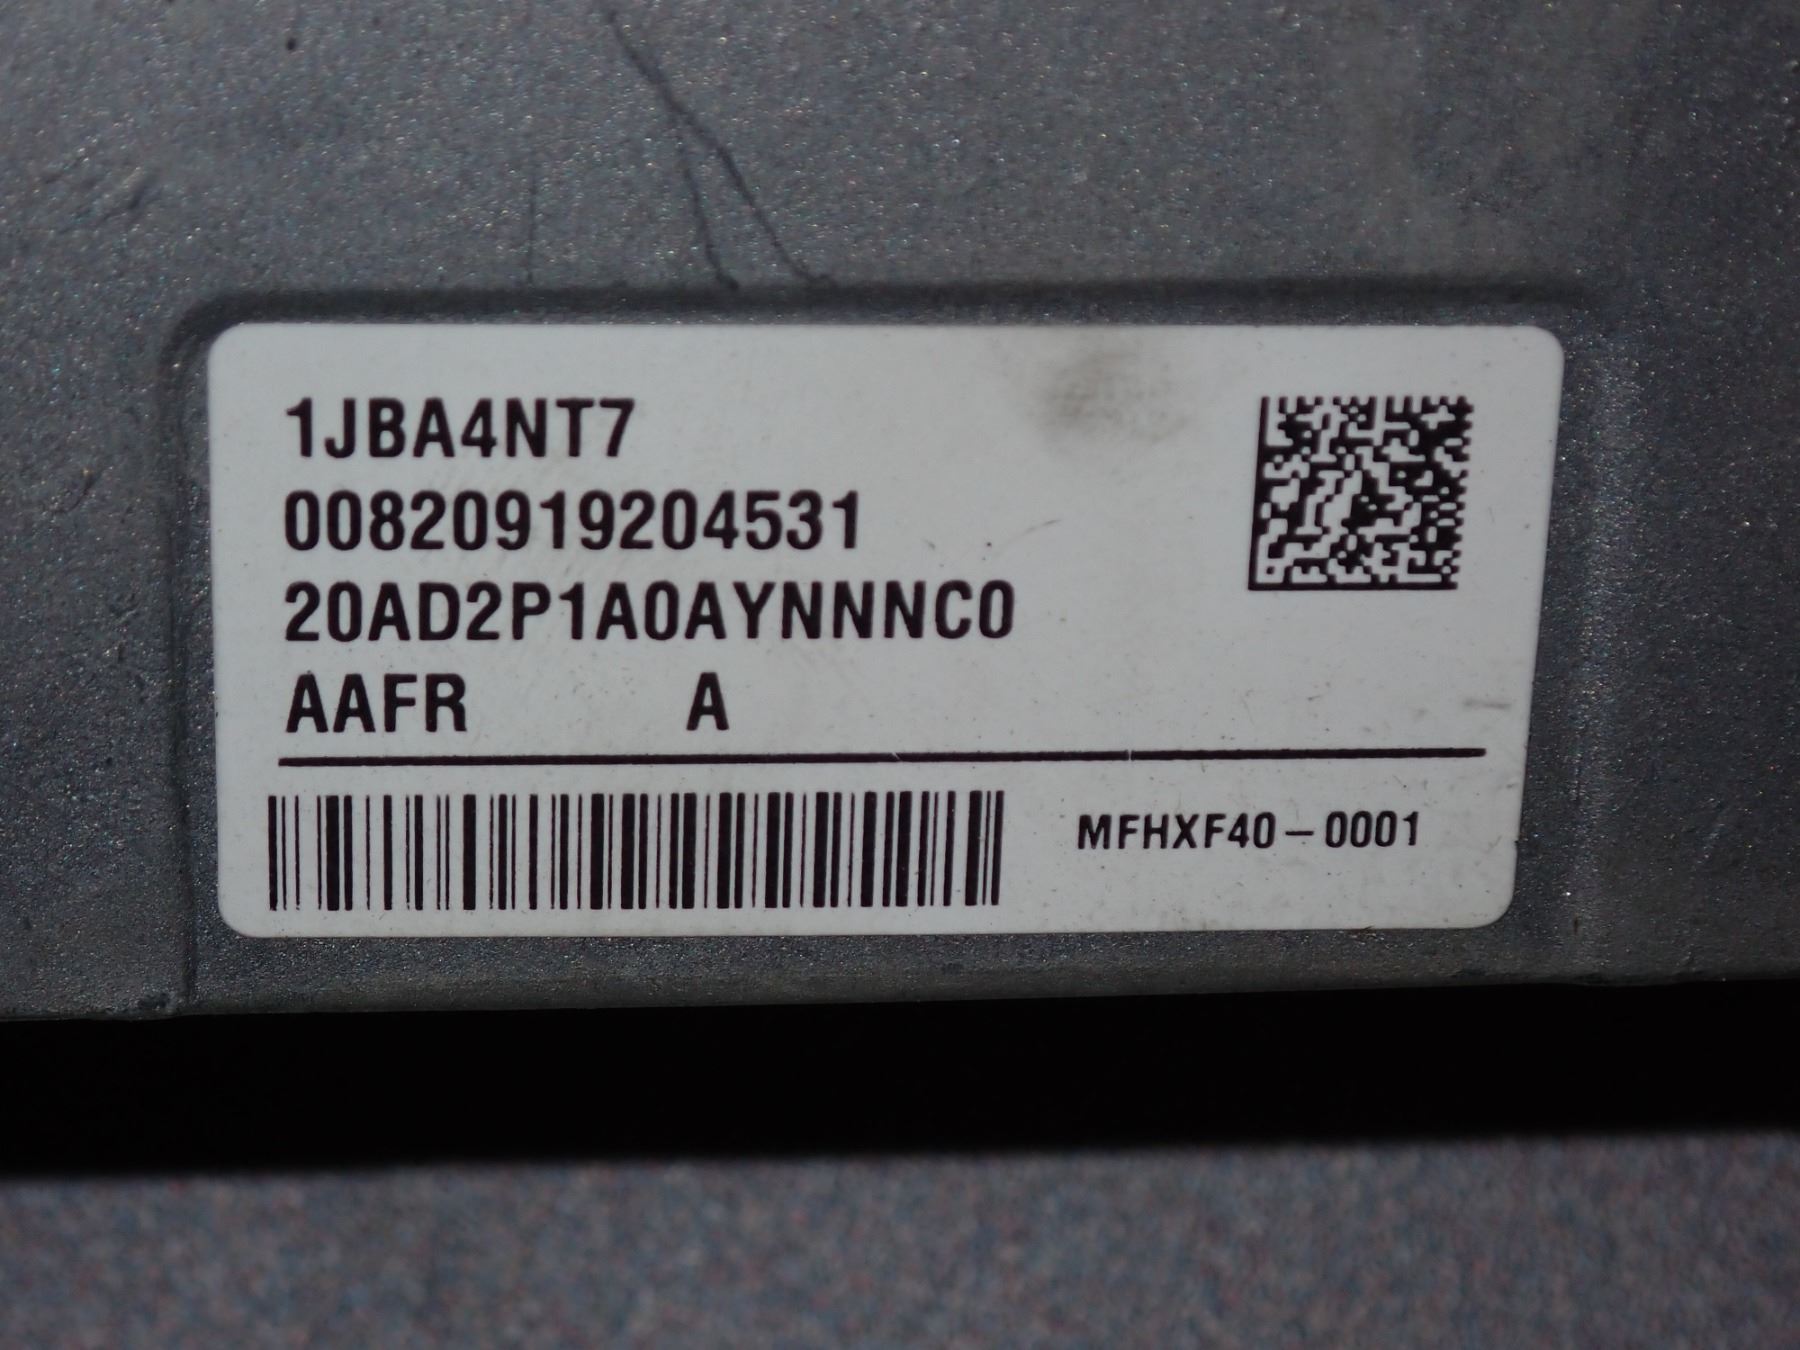 1JBA4NT7
00820919204531
20AD2P1A0AYNNNC0
AAFR A
MFHXF40-0001